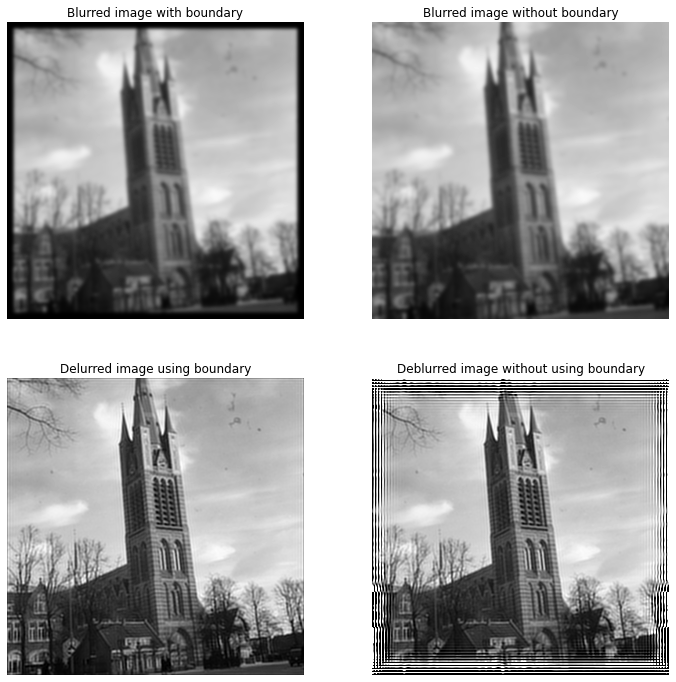 Blurred image with boundary
Blurred image without boundary
Delurred image using boundary
Deblurred image without using boundary